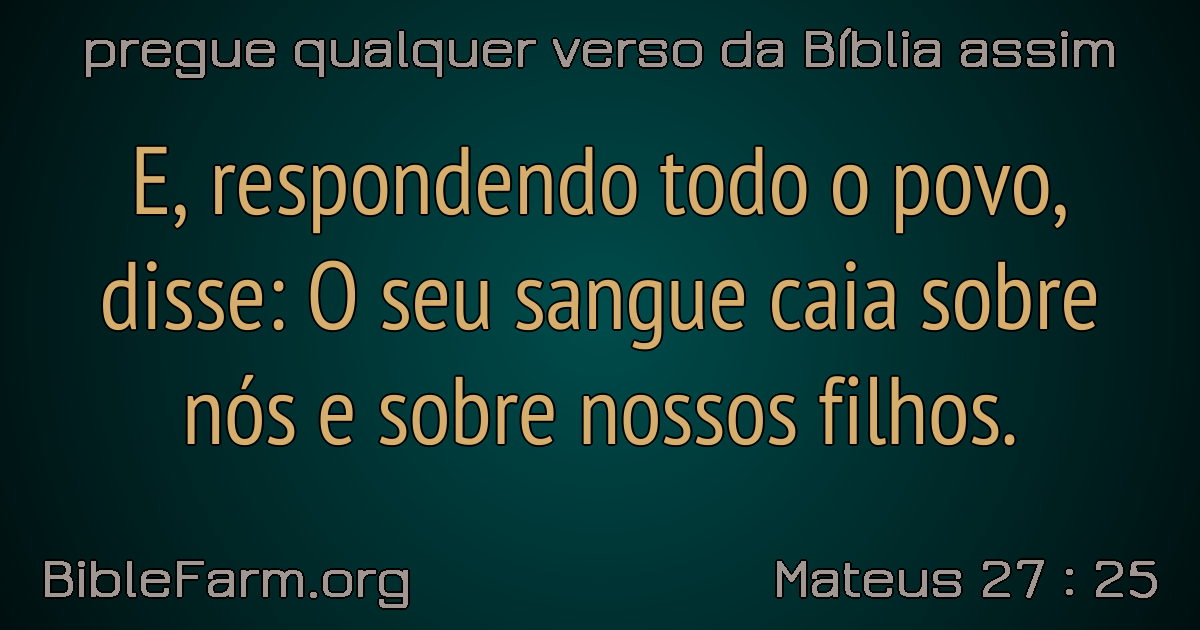 pregue qualquer verso da Bíblia assim
E, respondendo todo o povo,
disse: O seu sangue caia sobre
nós e sobre nossos filhos.
BibleFarm.org
Mateus 27 : 25